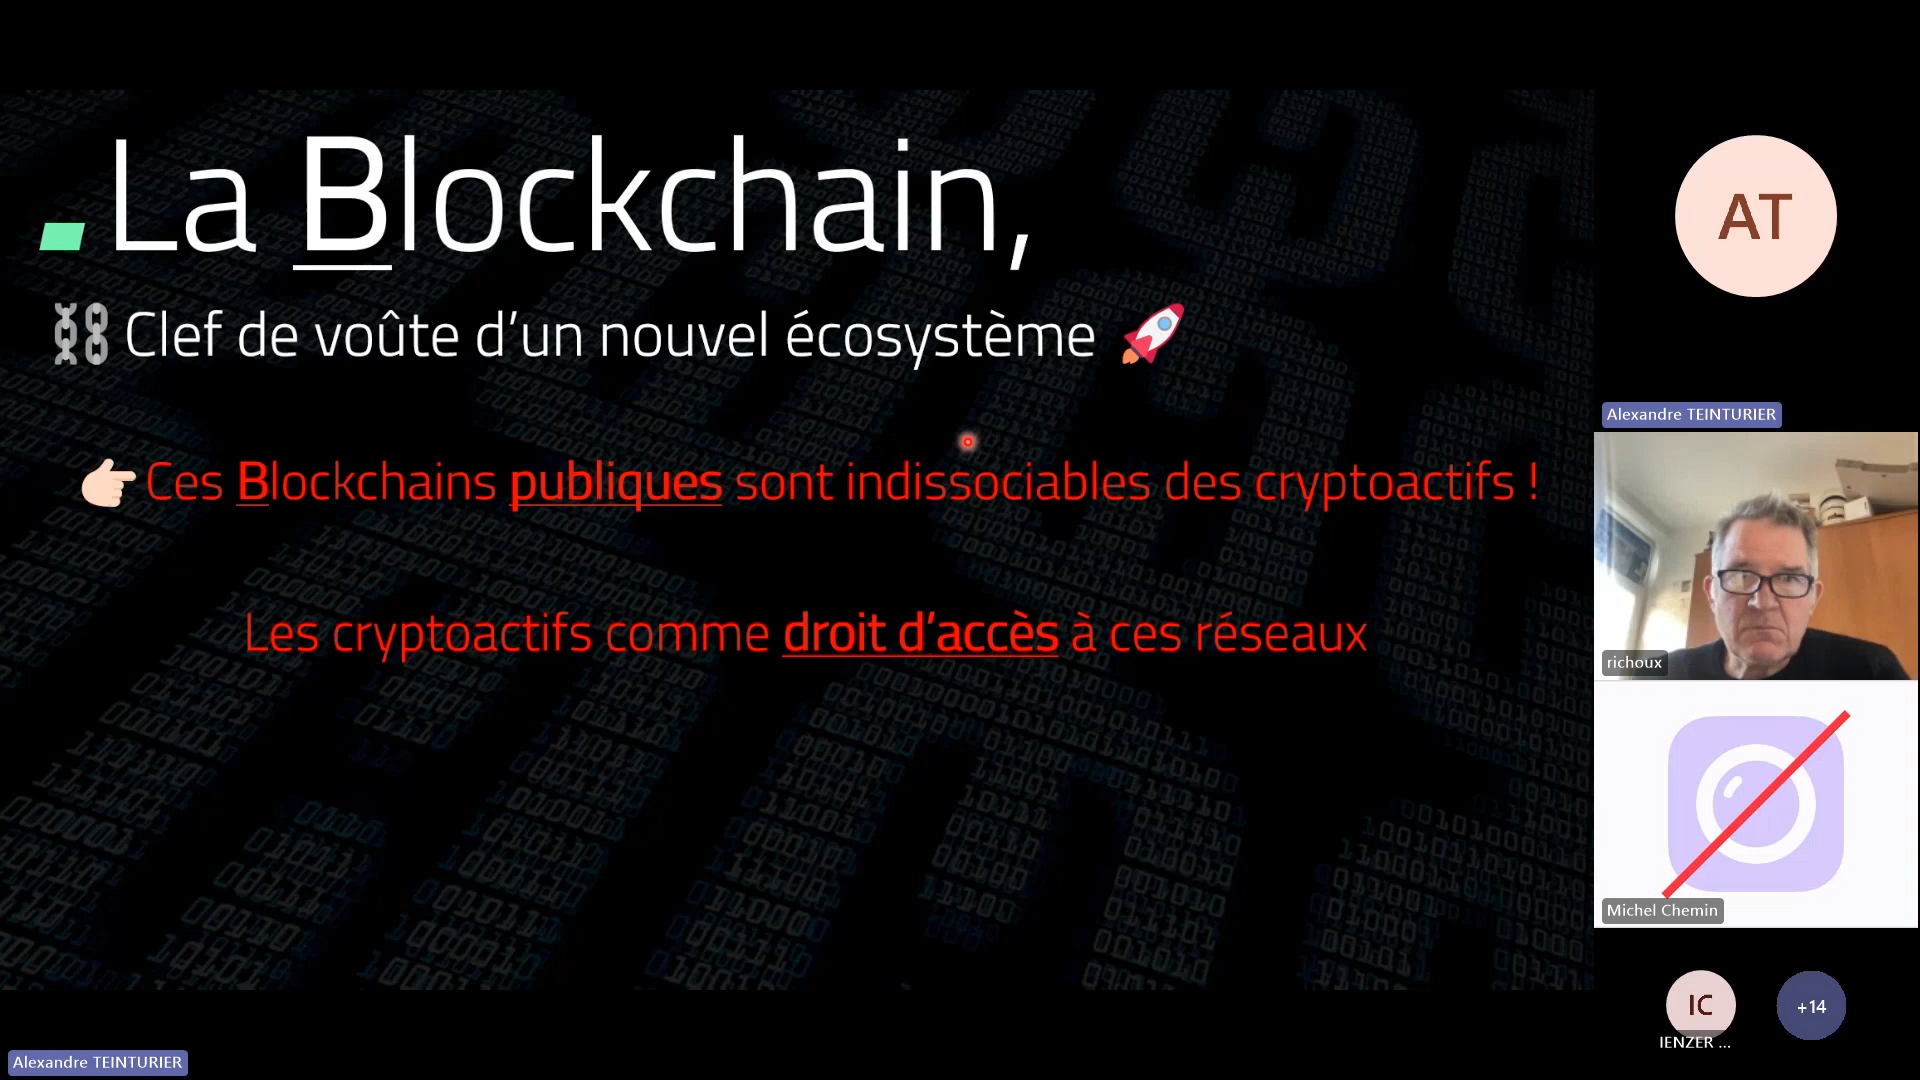 La Blockchain,
Clef de voûte d’un nouvel écosystème
Ces Blockchains publiques sont indissociables des cryptoactifs !
Les cryptoactifs comme droit d’accès à ces réseaux
Alexandre TEINTURIER
AT
Alexandre TEINTURIER
richoux
Michel Chemin
IC
IENZER ...
+14